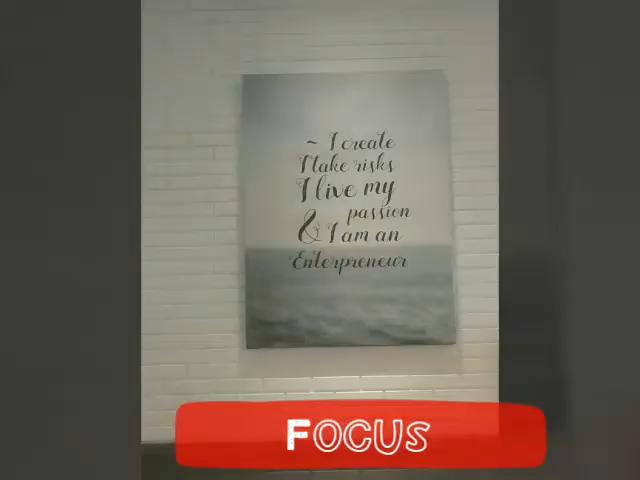 ~ I create
I take risks
I live my
passion
& I am an
Enterpreneur
FOCUS